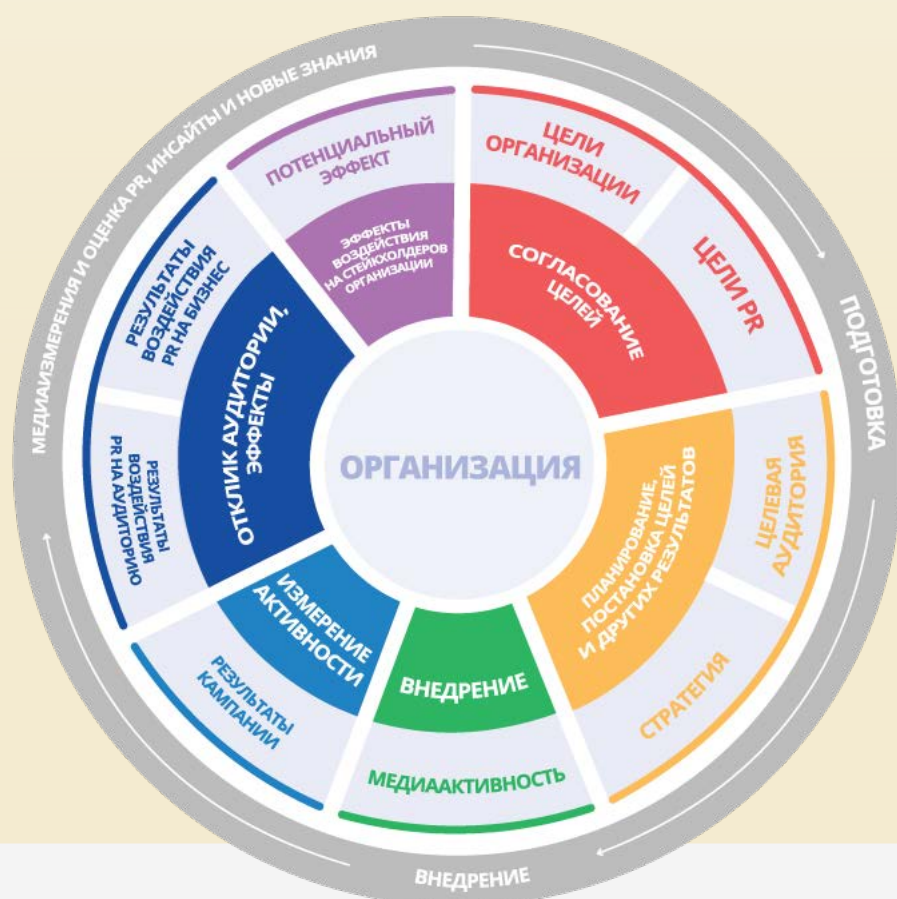 МЕДИАИЗМЕРЕНИЯ И ОЦЕНКА PR, ИНСАЙТЫ И НОВЫЕ ЗНАНИЯ
ПОДГОТОВКА
ВНЕДРЕНИЕ
ЦЕЛИ
ОРГАНИЗАЦИИ
ЦЕЛИ PR
СОГЛАСОВАНИЕ
ЦЕЛЕЙ
ЦЕЛЕВАЯ
АУДИТОРИЯ
СТРАТЕГИЯ
ПЛАНИРОВАНИЕ,
ПОСТАНОВКА ЦЕЛЕЙ
И ДРУГИХ РЕЗУЛЬТАТОВ
ВНЕДРЕНИЕ
МЕДИААКТИВНОСТЬ
ИЗМЕРЕНИЕ
АКТИВНОСТИ
РЕЗУЛЬТАТЫ
КАМПАНИИ
ОТКЛИК АУДИТОРИИ,
ЭФФЕКТЫ
РЕЗУЛЬТАТЫ
ВОЗДЕЙСТВИЯ
PR НА АУДИТОРИЮ
РЕЗУЛЬТАТЫ
ВОЗДЕЙСТВИЯ
PR НА БИЗНЕС
ПОТЕНЦИАЛЬНЫЙ
ЭФФЕКТ
ЭФФЕКТЫ
ВОЗДЕЙСТВИЯ
НА СТЕЙКХОЛДЕРОВ
ОРГАНИЗАЦИИ
ОРГАНИЗАЦИЯ